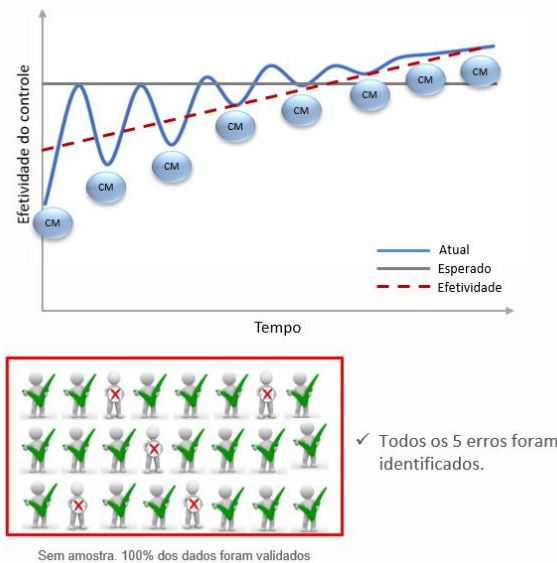 Efetividade do controle
CM
CM
CM
CM
CM
CM
CM
CM
Atual
Esperado
Efetividade
Tempo
✓ Todos os 5 erros foram
identificados.
Sem amostra. 100% dos dados foram validados